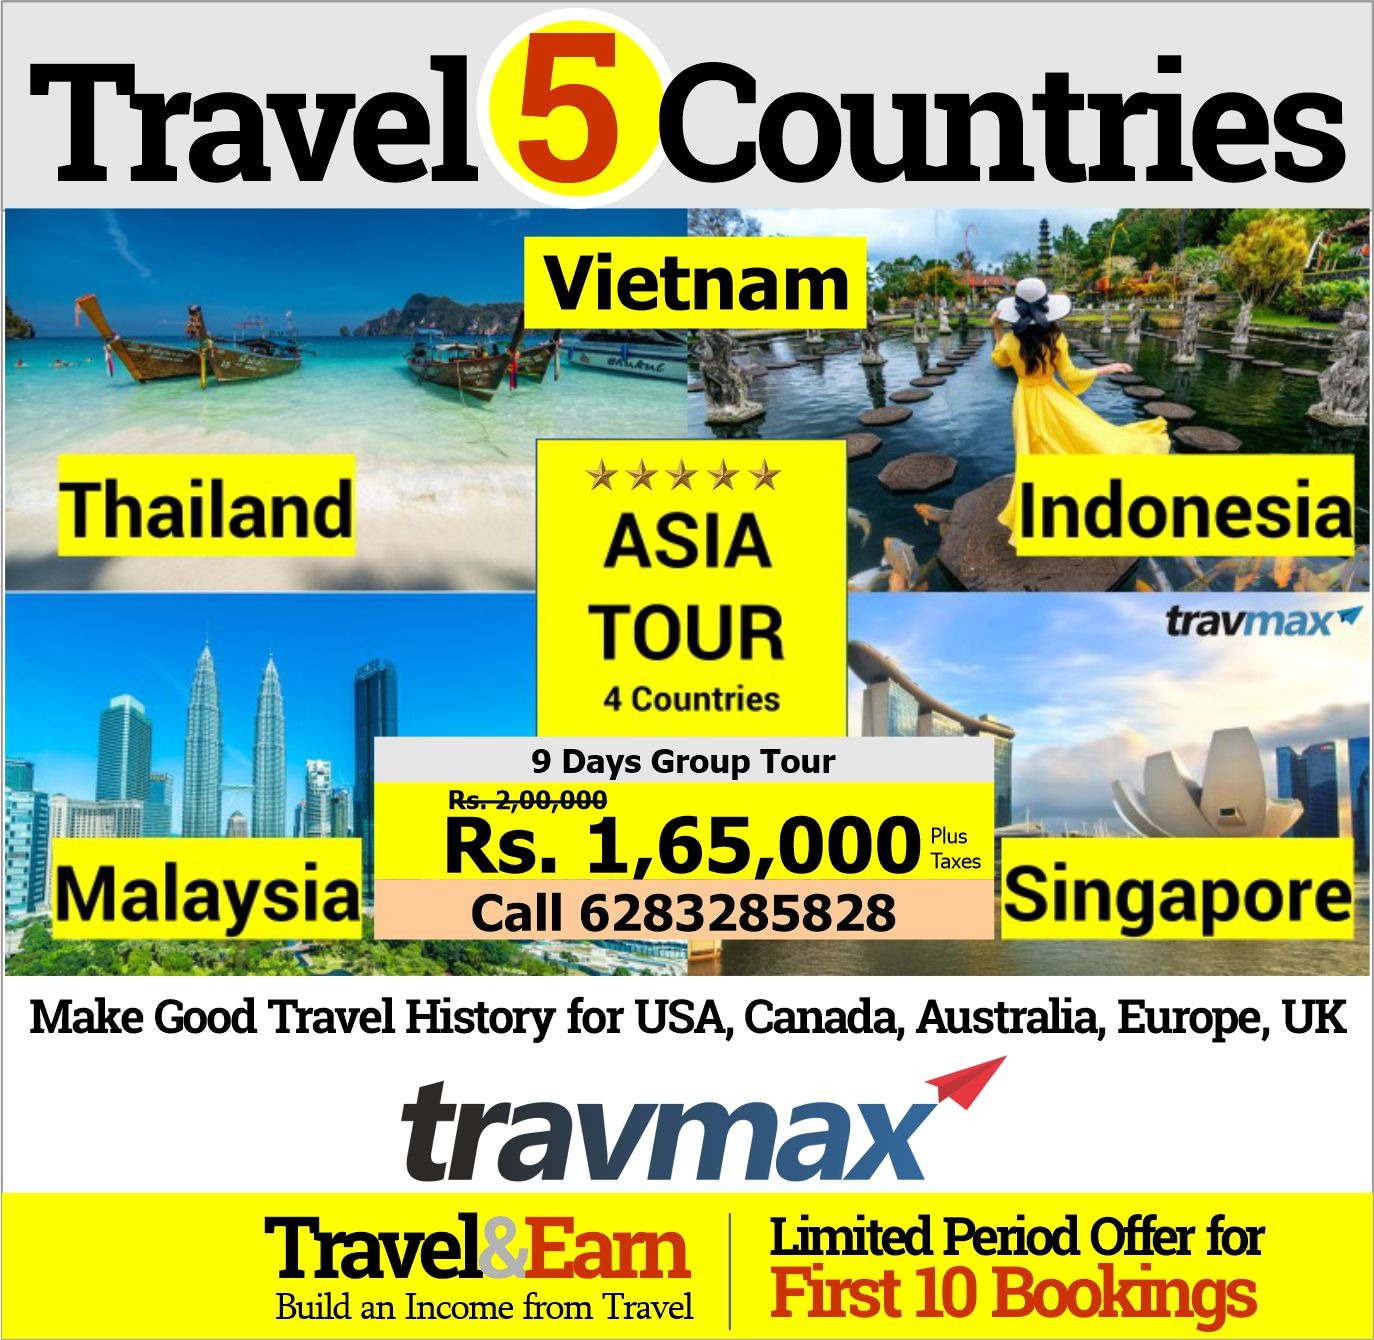 Travel 5 Countries
Vietnam
Thailand
Indonesia
ASIA
TOUR
4 Countries
travmax
9 Days Group Tour
Rs. 2,00,000
Rs. 1,65,000 Plus Taxes
Call 6283285828
Malaysia
Singapore
Make Good Travel History for USA, Canada, Australia, Europe, UK
travmax
Travel&Earn
Build an Income from Travel
Limited Period Offer for
First 10 Bookings